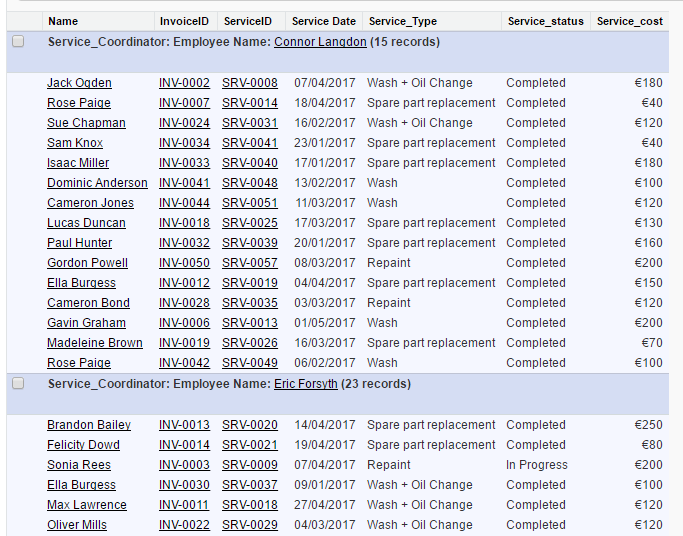 Name InvoiceID ServiceID Service Date Service_Type Service_status Service_cost
Service_Coordinator: Employee Name: Connor Langdon (15 records)
Jack Ogden INV-0002 SRV-0008 07/04/2017 Wash + Oil Change Completed €180
Rose Paige INV-0007 SRV-0014 18/04/2017 Spare part replacement Completed €40
Sue Chapman INV-0024 SRV-0031 16/02/2017 Wash + Oil Change Completed €120
Sam Knox INV-0034 SRV-0041 23/01/2017 Spare part replacement Completed €40
Isaac Miller INV-0033 SRV-0040 17/01/2017 Spare part replacement Completed €180
Dominic Anderson INV-0041 SRV-0048 13/02/2017 Wash Completed €100
Cameron Jones INV-0044 SRV-0051 11/03/2017 Wash Completed €120
Lucas Duncan INV-0018 SRV-0025 17/03/2017 Spare part replacement Completed €130
Paul Hunter INV-0032 SRV-0039 20/01/2017 Spare part replacement Completed €160
Gordon Powell INV-0050 SRV-0057 08/03/2017 Repaint Completed €200
Ella Burgess INV-0012 SRV-0019 04/04/2017 Spare part replacement Completed €150
Cameron Bond INV-0028 SRV-0035 03/03/2017 Repaint Completed €120
Gavin Graham INV-0006 SRV-0013 01/05/2017 Wash Completed €200
Madeleine Brown INV-0019 SRV-0026 16/03/2017 Spare part replacement Completed €70
Rose Paige INV-0042 SRV-0049 06/02/2017 Wash Completed €100
Service_Coordinator: Employee Name: Eric Forsyth (23 records)
Brandon Bailey INV-0013 SRV-0020 14/04/2017 Spare part replacement Completed €250
Felicity Dowd INV-0014 SRV-0021 19/04/2017 Spare part replacement Completed €80
Sonia Rees INV-0003 SRV-0009 07/04/2017 Repaint In Progress €200
Ella Burgess INV-0030 SRV-0037 09/01/2017 Wash + Oil Change Completed €100
Max Lawrence INV-0011 SRV-0018 27/04/2017 Wash + Oil Change Completed €120
Oliver Mills INV-0022 SRV-0029 04/03/2017 Wash + Oil Change Completed €120